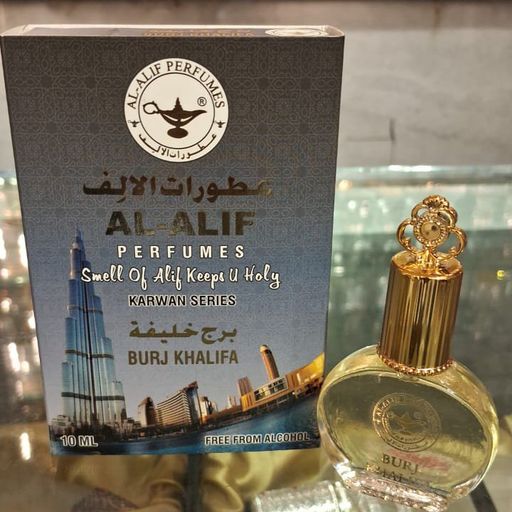 AL-ALIF PERFUMES
®
عطورات الالف
عطورات الالف
AL-ALIF
PERFUMES
Smell Of Alif Keeps U Holy
KARWAN SERIES
برج خليفة
BURJ KHALIFA
10 ML
FREE FROM ALCOHOL
BURJ